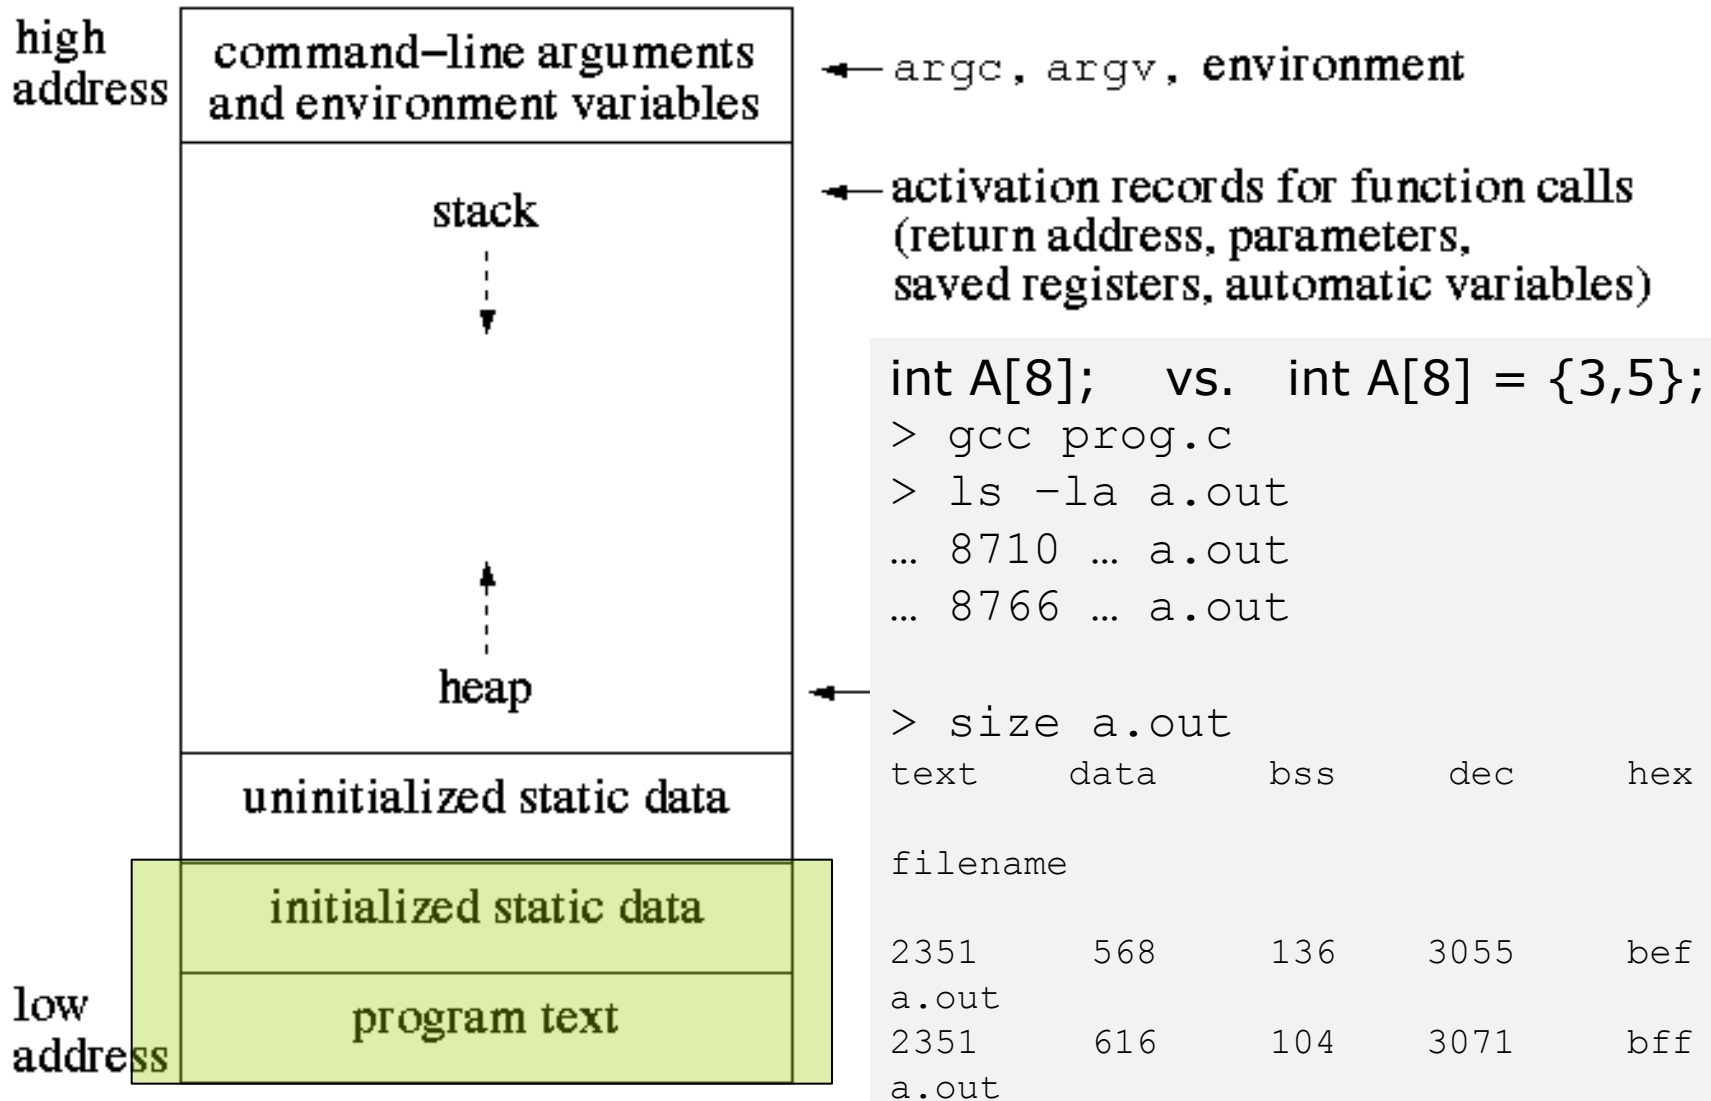 high
address
command–line arguments
and environment variables
argc, argv, environment
stack
activation records for function calls
(return address, parameters,
saved registers, automatic variables)
heap
uninitialized static data
initialized static data
program text
low
address
int A[8];   vs.   int A[8] = {3,5};
> gcc prog.c
> ls –la a.out
… 8710 … a.out
… 8766 … a.out
> size a.out
text data bss dec hex
filename
2351 568 136 3055 bef
a.out
2351 616 104 3071 bff
a.out